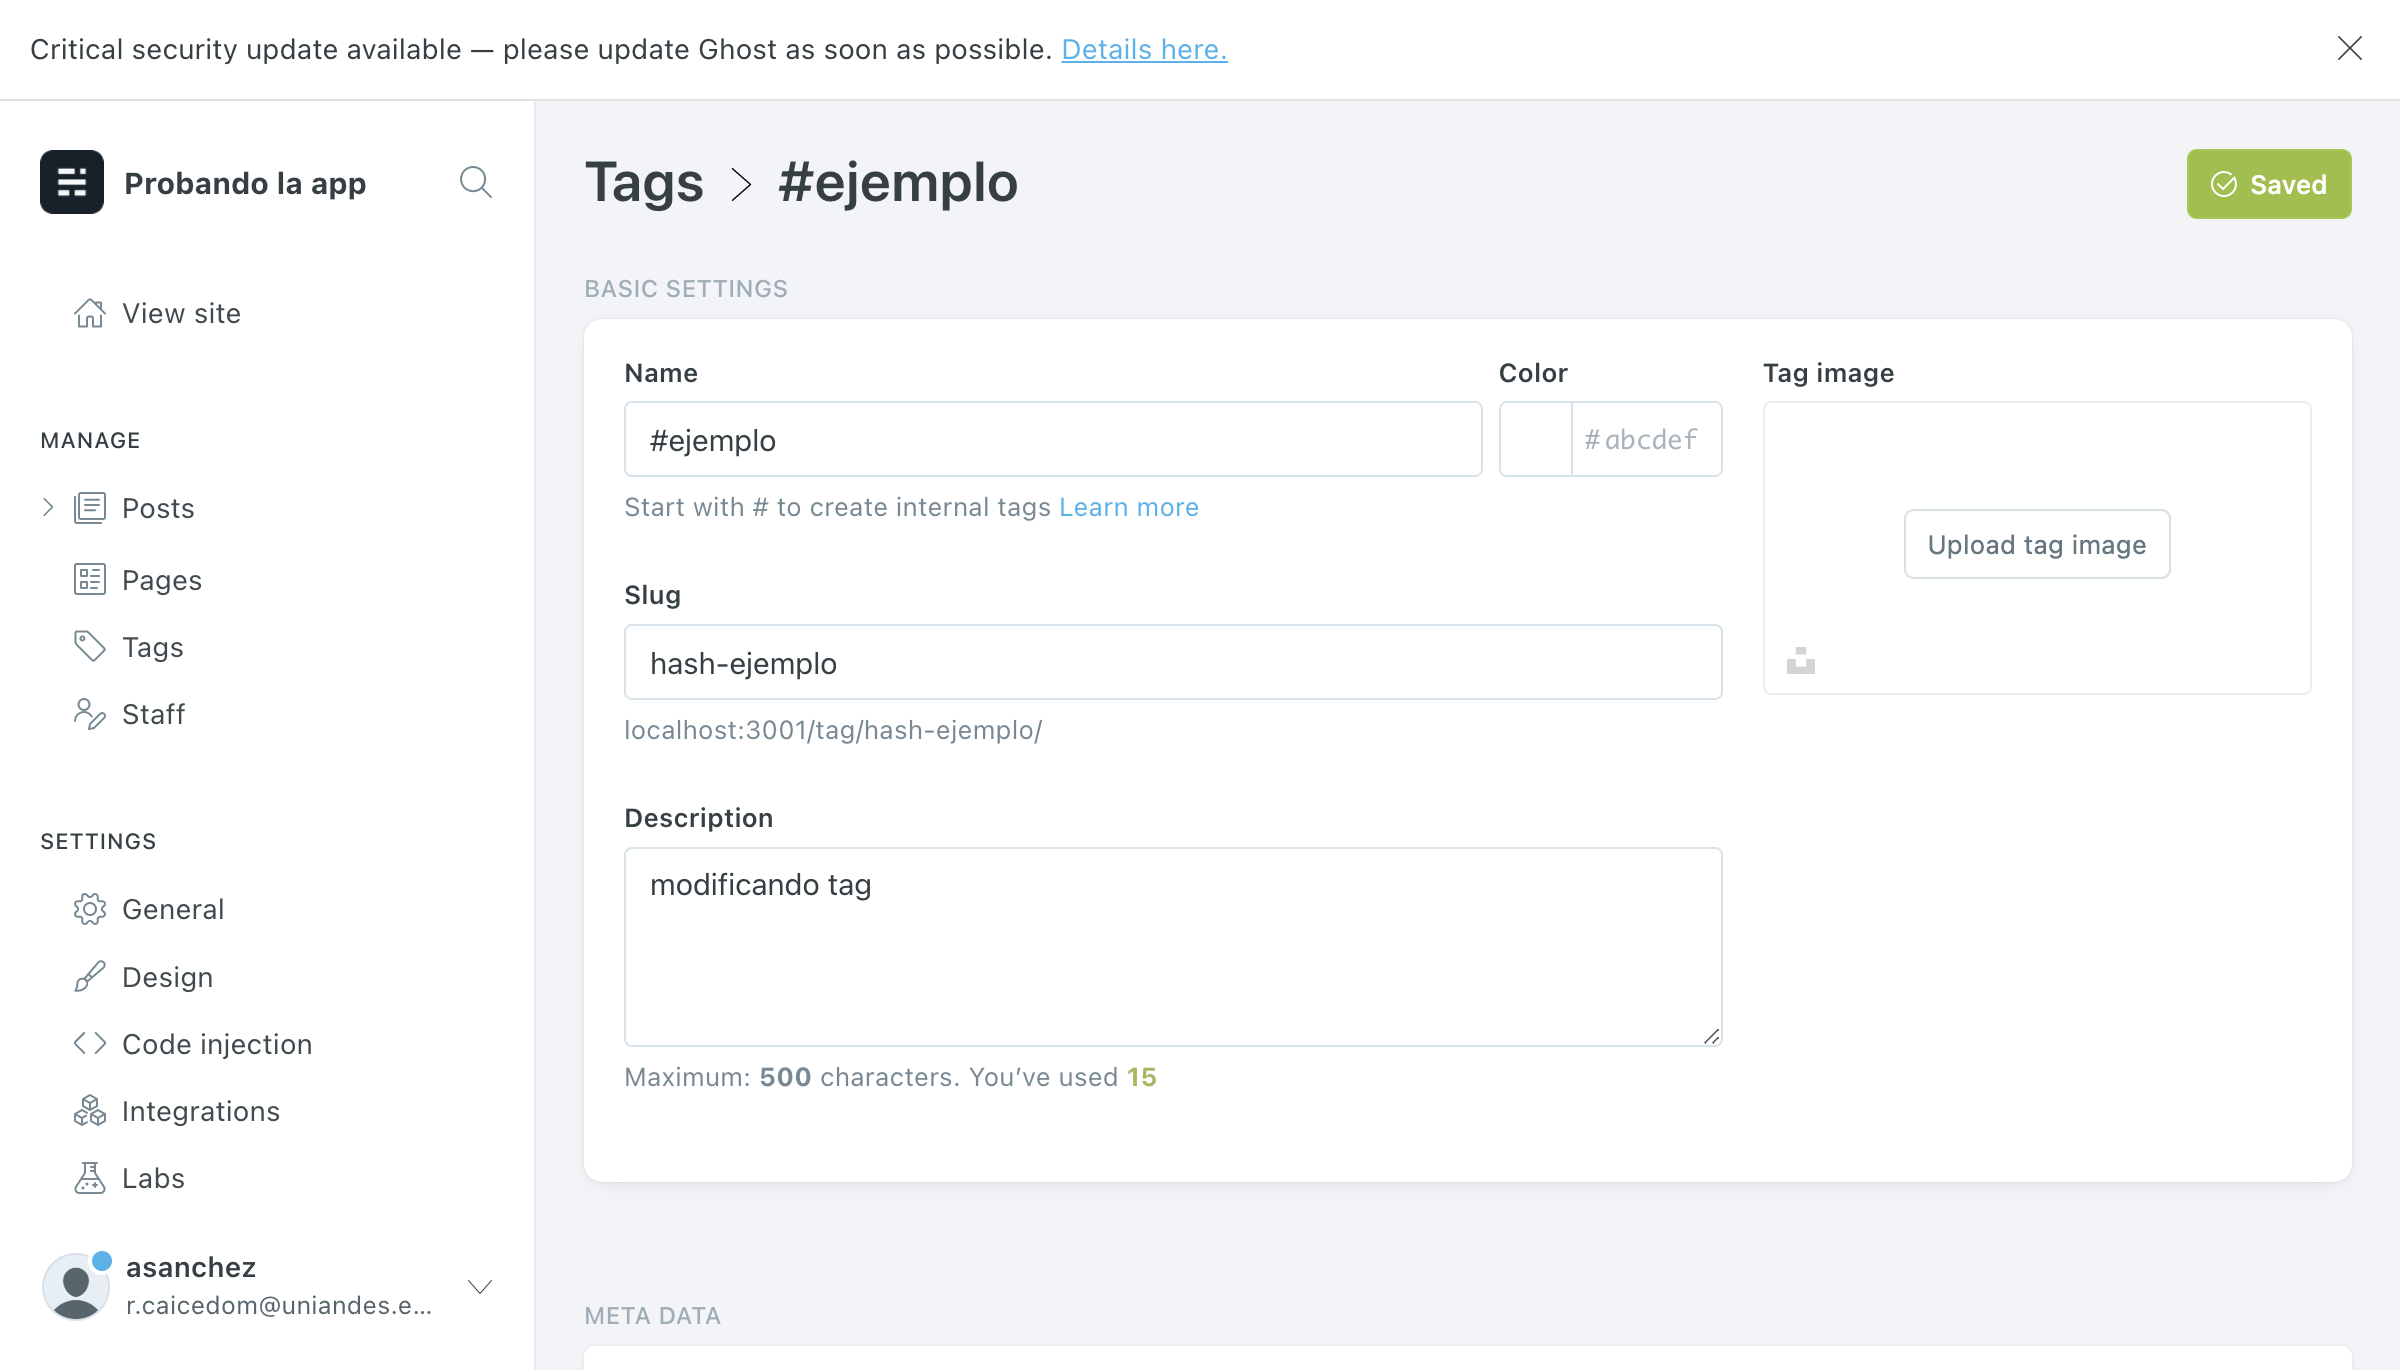 Critical security update available — please update Ghost as soon as possible. Details here.
Probando la app
View site
MANAGE
Posts
Pages
Tags
Staff
SETTINGS
General
Design
Code injection
Integrations
Labs
asanchez
r.caicedom@uniandes.e...
Tags > #ejemplo
Saved
BASIC SETTINGS
Name
#ejemplo
Start with # to create internal tags Learn more
Color
#abcdef
Tag image
Upload tag image
Slug
hash-ejemplo
localhost:3001/tag/hash-ejemplo/
Description
modificando tag
Maximum: 500 characters. You’ve used 15
META DATA